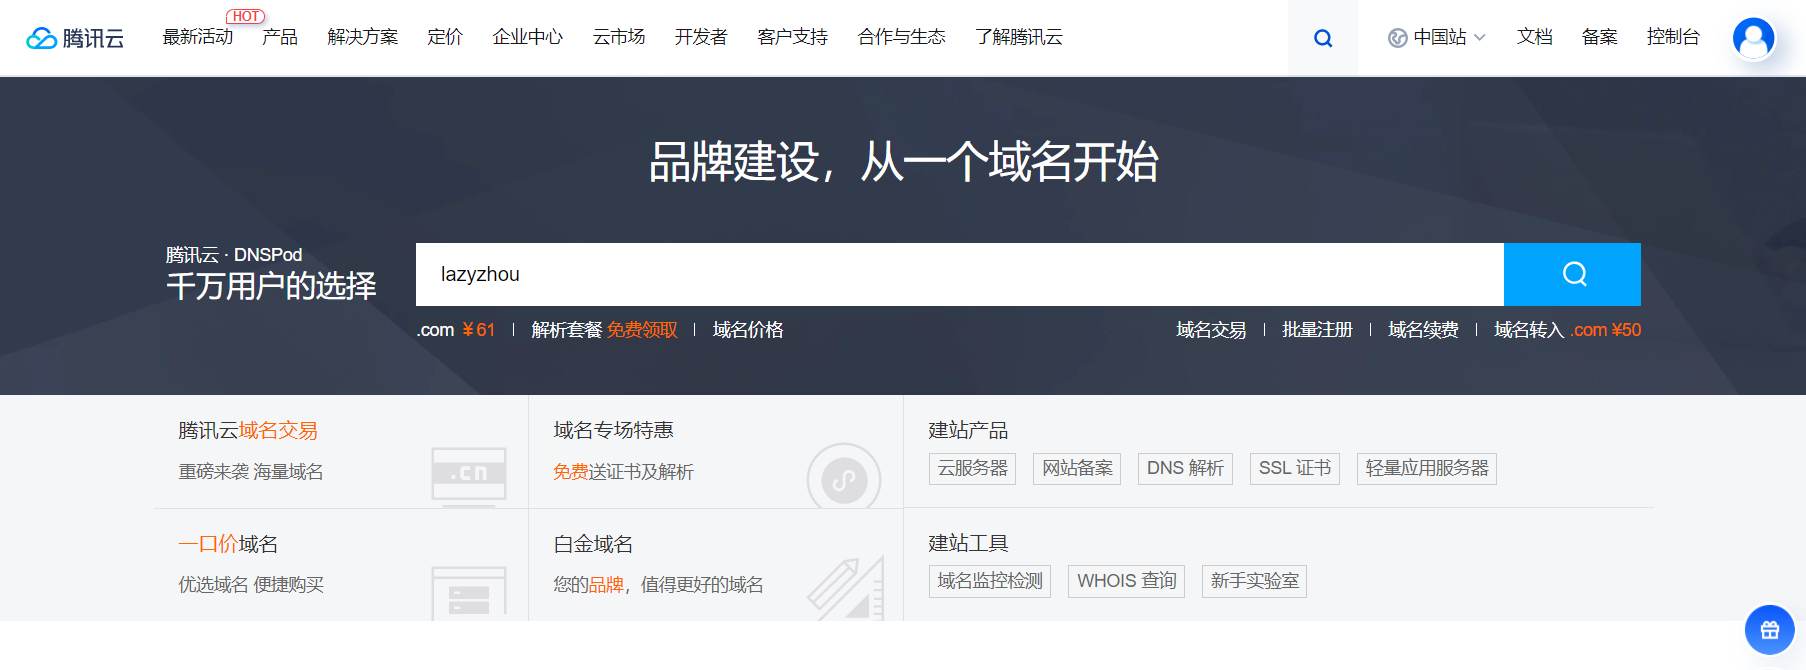 腾讯云 最新活动 HOT 产品 解决方案 定价 企业中心 云市场 开发者 客户支持 合作与生态 了解腾讯云 中国站 文档 备案 控制台
品牌建设，从一个域名开始
腾讯云 · DNSPod
千万用户的选择
lazyzhou
.com ¥61 | 解析套餐 免费领取 | 域名价格 域名交易 | 批量注册 | 域名续费 | 域名转入 .com ¥50
腾讯云域名交易
重磅来袭 海量域名
.cn
域名专场特惠
免费送证书及解析
建站产品
云服务器 网站备案 DNS 解析 SSL 证书 轻量应用服务器
一口价域名
优选域名 便捷购买
白金域名
您的品牌，值得更好的域名
建站工具
域名监控检测 WHOIS 查询 新手实验室